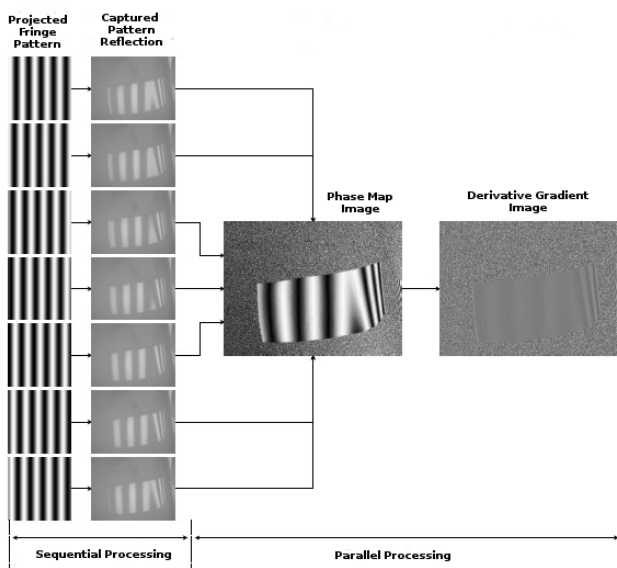 Projected
Fringe
Pattern
Captured
Pattern
Reflection
Phase Map
Image
Derivative Gradient
Image
Sequential Processing
Parallel Processing